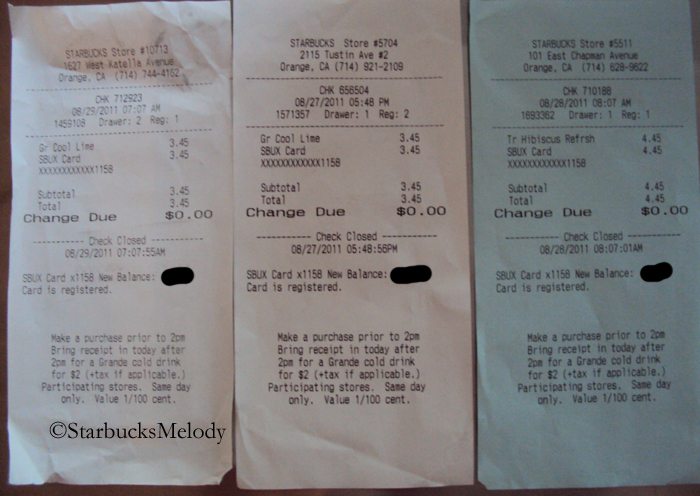 STARBUCKS Store #10713
1627 West Katella Avenue
Orange, CA (714) 744-4162
CHK 712923
08/29/2011 07:07 AM
1459108 Drawer: 2 Reg: 1
Gr Cool Lime 3.45
SBUX Card 3.45
XXXXXXXXXXXX1158
Subtotal 3.45
Total 3.45
Change Due $0.00
Check Closed
08/29/2011 07:07:55AM
SBUX Card x1158 New Balance:
Card is registered.
Make a purchase prior to 2pm
Bring receipt in today after
2pm for a Grande cold drink
for $2 (+tax if applicable.)
Participating stores. Same day
only. Value 1/100 cent.
©StarbucksMelody
STARBUCKS Store #5704
2115 Tustin Ave #2
Orange, CA (714) 921-2109
CHK 656504
08/27/2011 05:48 PM
1571357 Drawer: 1 Reg: 2
Gr Cool Lime 3.45
SBUX Card 3.45
XXXXXXXXXXXX1158
Subtotal 3.45
Total 3.45
Change Due $0.00
Check Closed
08/27/2011 05:48:56PM
SBUX Card x1158 New Balance:
Card is registered.
Make a purchase prior to 2pm
Bring receipt in today after
2pm for a Grande cold drink
for $2 (+tax if applicable.)
Participating stores. Same day
only. Value 1/100 cent.
STARBUCKS Store #5511
101 East Chapman Avenue
Orange, CA (714) 628-9622
CHK 710188
08/28/2011 08:07 AM
1693362 Drawer: 1 Reg: 1
Tr Hibiscus Refrsh 4.45
SBUX Card 4.45
XXXXXXXXXXXX1158
Subtotal 4.45
Total 4.45
Change Due $0.00
Check Closed
08/28/2011 08:07:01AM
SBUX Card x1158 New Balance:
Card is registered.
Make a purchase prior to 2pm
Bring receipt in today after
2pm for a Grande cold drink
for $2 (+tax if applicable.)
Participating stores. Same day
only. Value 1/100 cent.